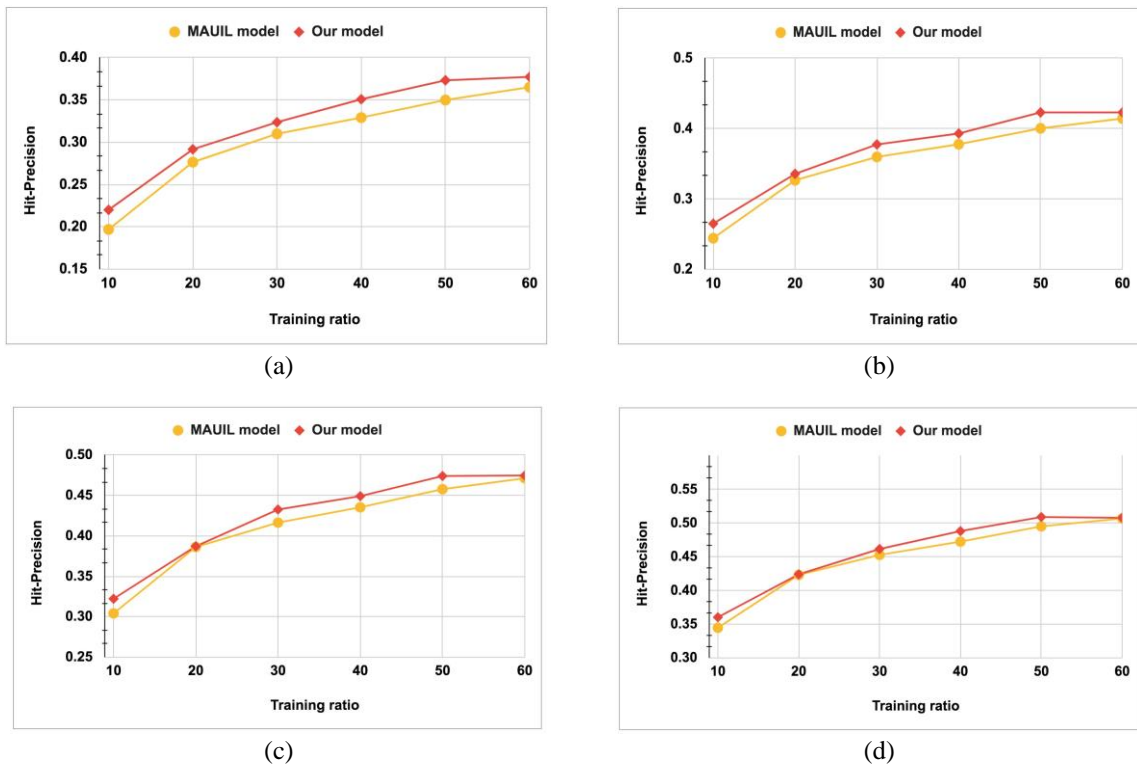 MAUIL model Our model
0.40
0.35
0.30
0.25
0.20
0.15
Hit-Precision
10 20 30 40 50 60
Training ratio
(a)
MAUIL model Our model
0.5
0.4
0.3
0.2
Hit-Precision
10 20 30 40 50 60
Training ratio
(b)
MAUIL model Our model
0.50
0.45
0.40
0.35
0.30
0.25
Hit-Precision
10 20 30 40 50 60
Training ratio
(c)
MAUIL model Our model
0.55
0.50
0.45
0.40
0.35
0.30
Hit-Precision
10 20 30 40 50 60
Training ratio
(d)